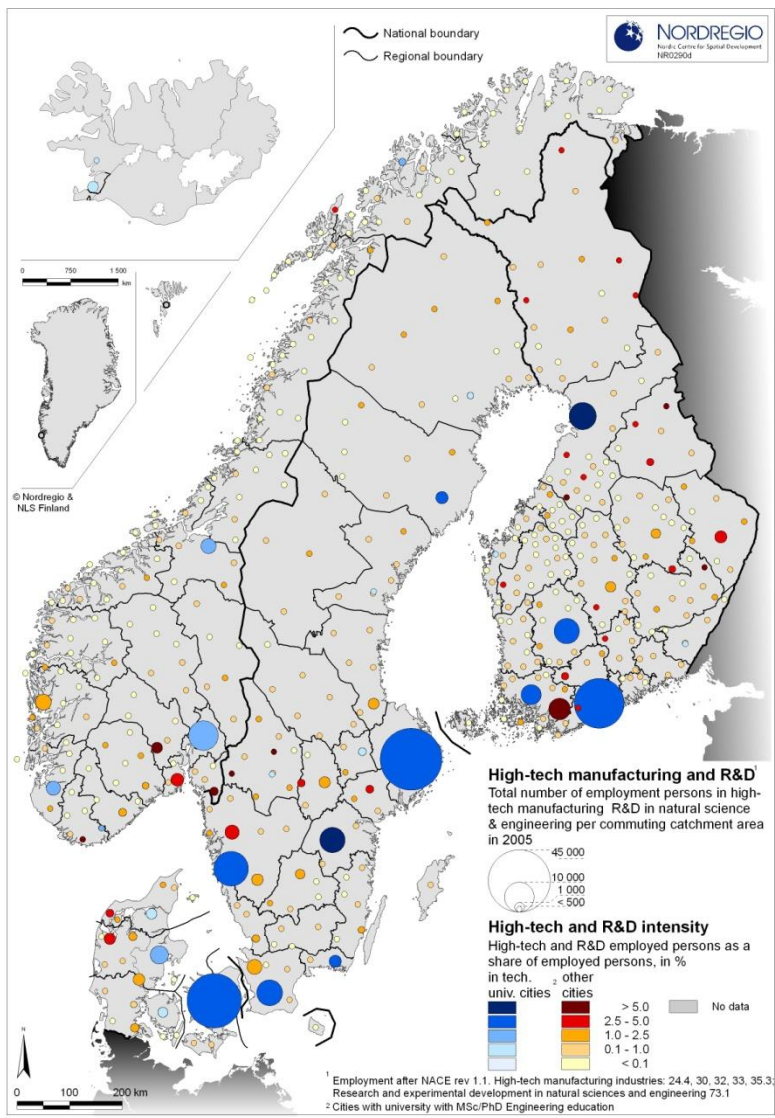 National boundary
Regional boundary
NORDREGIO
Nordic Centre for Spatial Development
NR0290d
0 750 1 500
km
© Nordregio &
NLS Finland
High-tech manufacturing and R&D¹
Total number of employment persons in high-
tech manufacturing R&D in natural science
& engineering per commuting catchment area
in 2005
45 000
10 000
1 000
< 500
High-tech and R&D intensity
High-tech and R&D employed persons as a
share of employed persons, in %
in tech. ² other
univ. cities cities
> 5.0
2.5 - 5.0
1.0 - 2.5
0.1 - 1.0
< 0.1
No data
N
0 100 200 km
¹ Employment after NACE rev 1.1. High-tech manufacturing industries: 24.4, 30, 32, 33, 35.3;
Research and experimental development in natural sciences and engineering 73.1
² Cities with university with MSc/PhD Engineering education